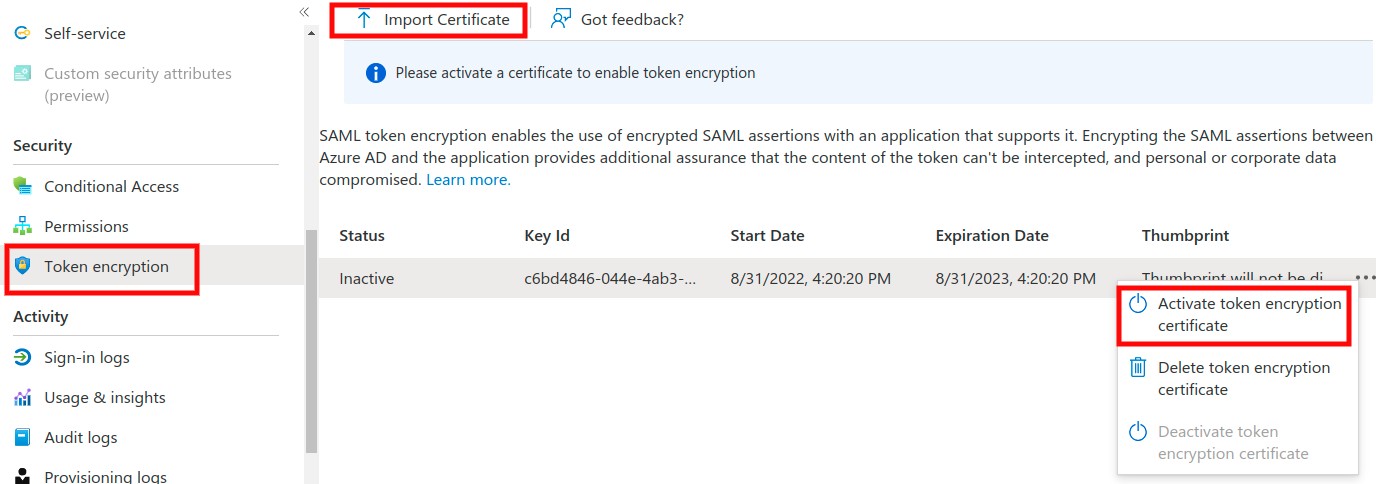 «
Self-service
Custom security attributes
(preview)
Security
Conditional Access
Permissions
Token encryption
Activity
Sign-in logs
Usage & insights
Audit logs
Provisioning logs
Import Certificate
Got feedback?
Please activate a certificate to enable token encryption
SAML token encryption enables the use of encrypted SAML assertions with an application that supports it. Encrypting the SAML assertions between
Azure AD and the application provides additional assurance that the content of the token can't be intercepted, and personal or corporate data
compromised. Learn more.
Status Key Id Start Date Expiration Date Thumbprint
Inactive c6bd4846-044e-4ab3-... 8/31/2022, 4:20:20 PM 8/31/2023, 4:20:20 PM Thumbprint will not be di... •••
Activate token encryption
certificate
Delete token encryption
certificate
Deactivate token
encryption certificate